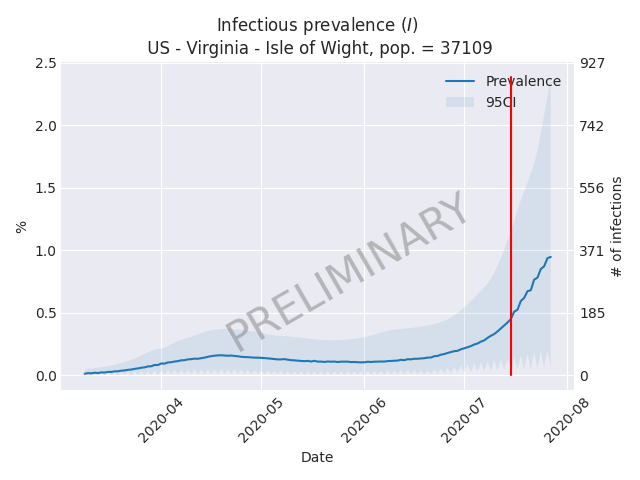 Infectious prevalence (I)
US - Virginia - Isle of Wight, pop. = 37109
2.5
2.0
1.5
1.0
0.5
0.0
%
927
742
556
371
185
0
# of infections
Prevalence
95CI
PRELIMINARY
2020-04
2020-05
2020-06
2020-07
2020-08
Date